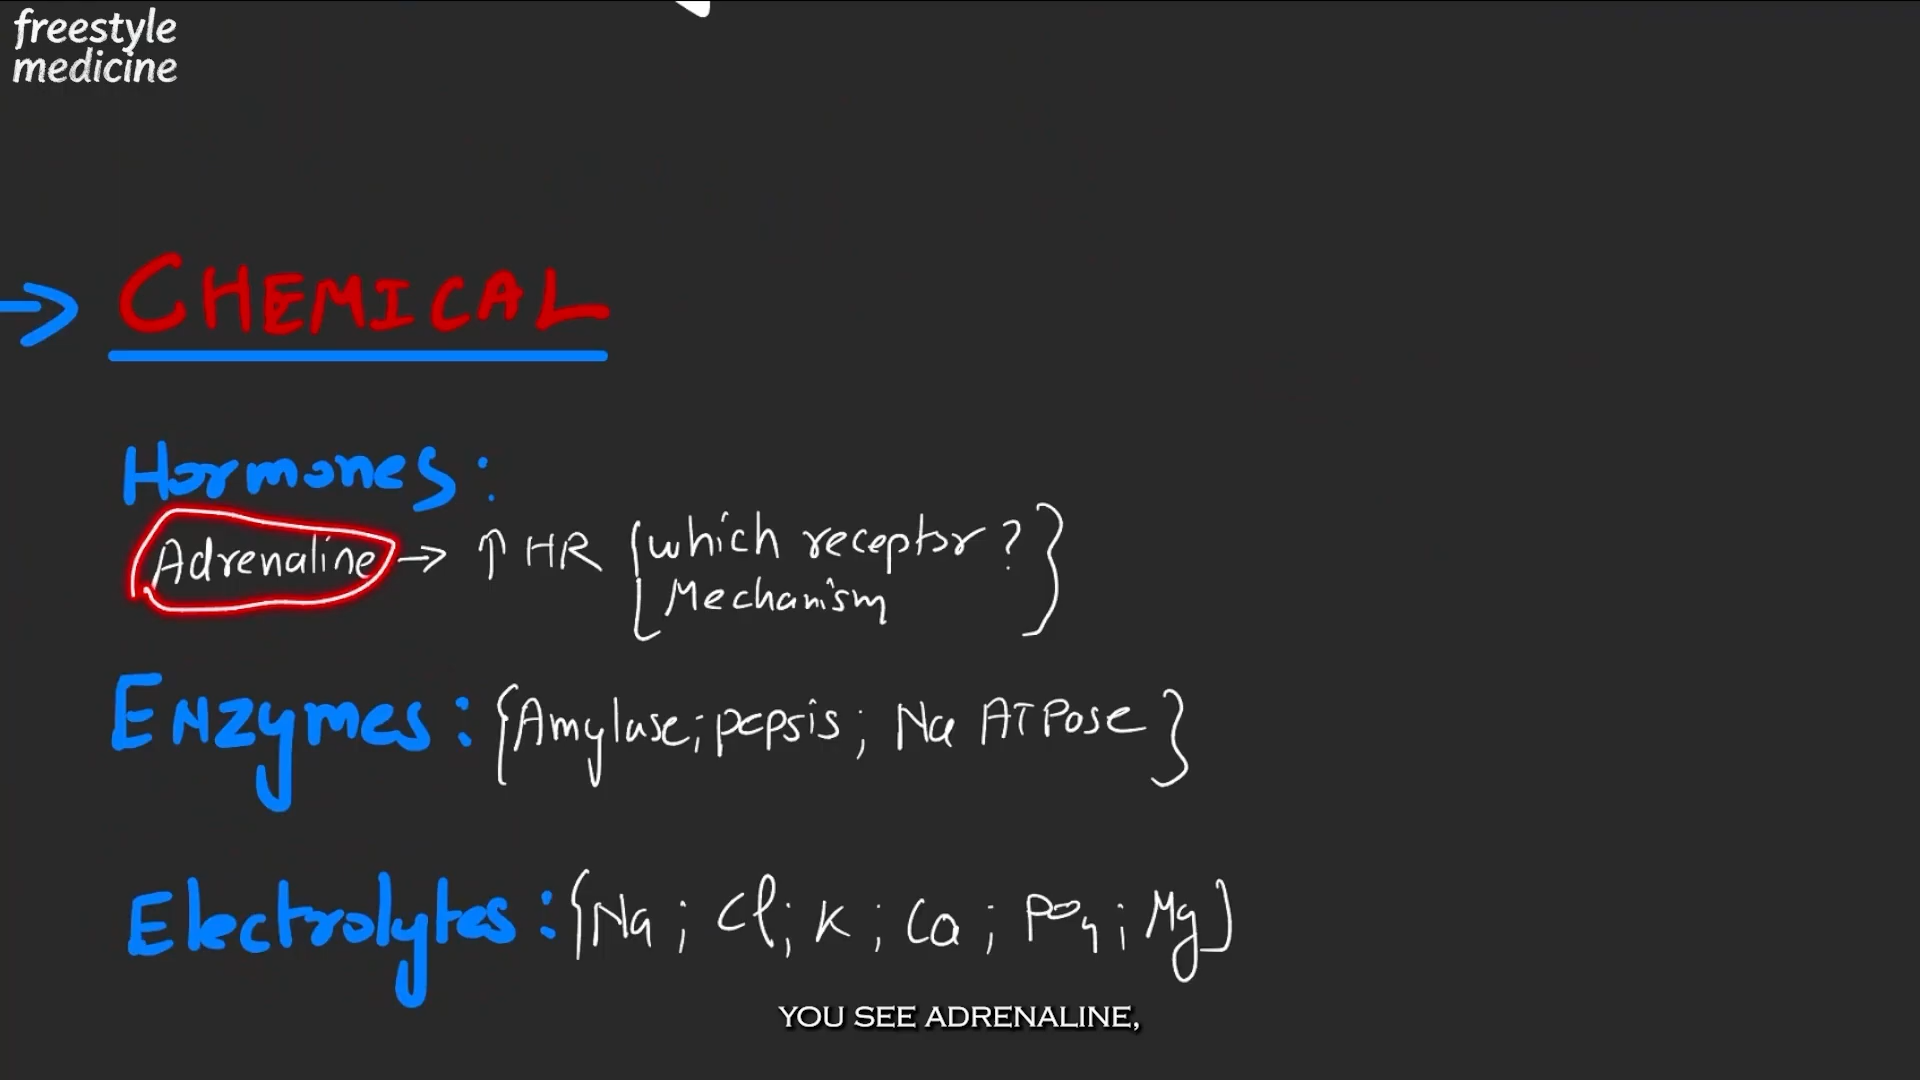 freestyle
medicine
CHEMICAL
Hormones:
Adrenaline → ↑ HR {which receptor?
Mechanism}
Enzymes: {Amylase; pepsis; Na ATPose}
Electrolytes: {Na; Cl; K; Ca; PO4; Mg}
YOU SEE ADRENALINE,